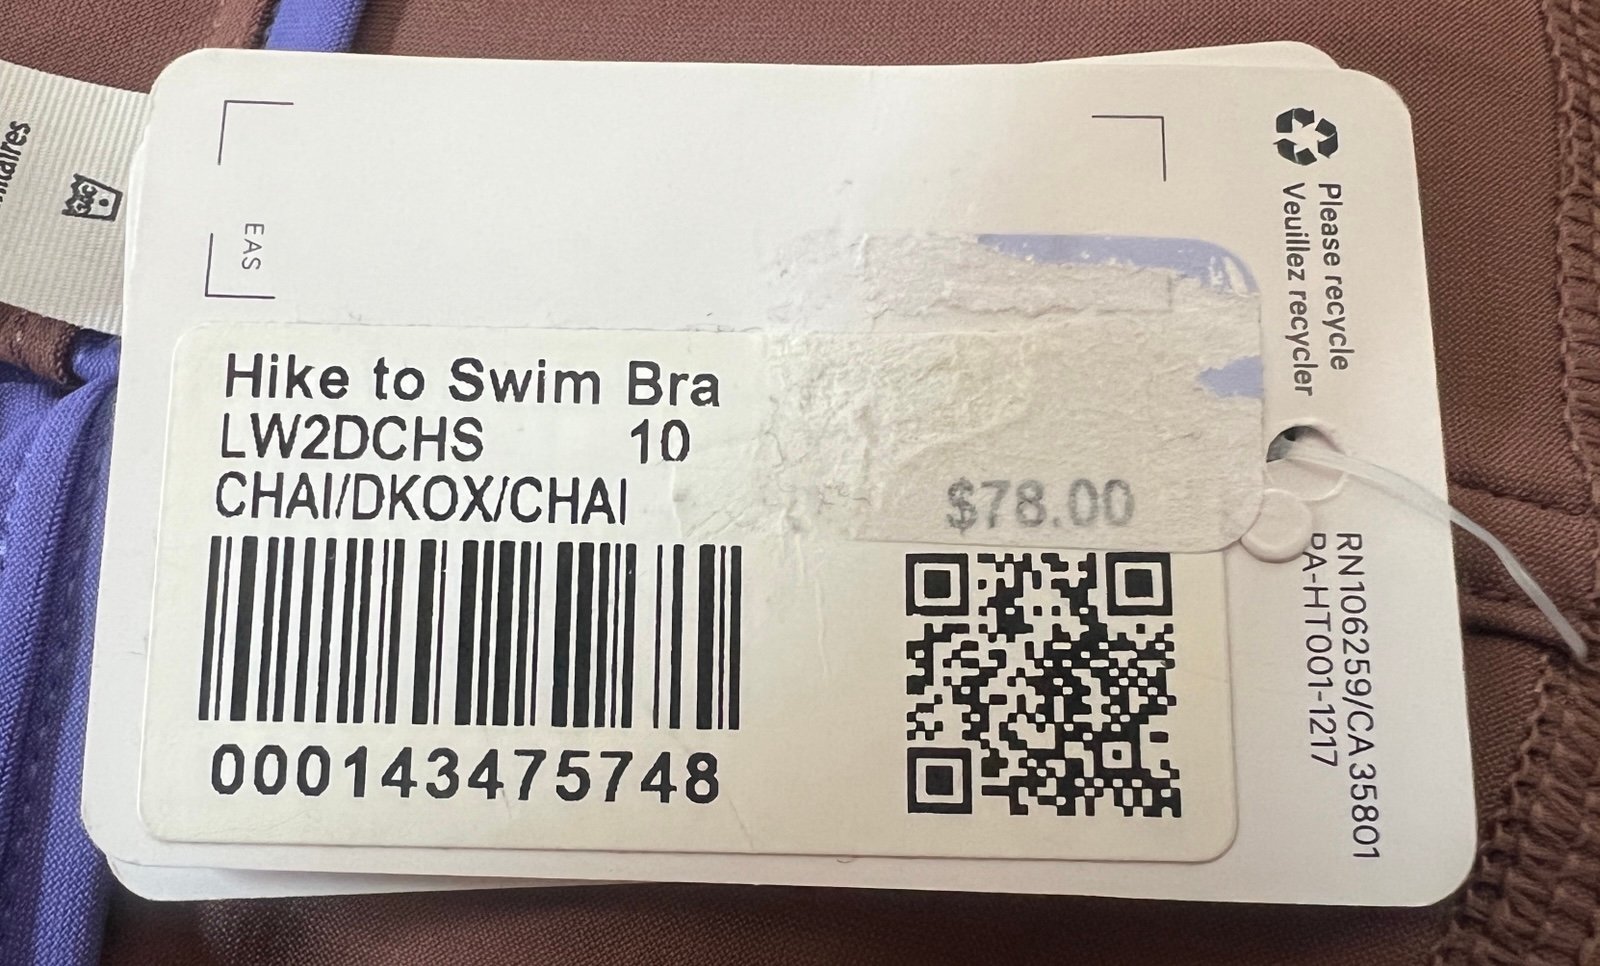 EAS
Hike to Swim Bra
LW2DCHS 10
CHAI/DKOX/CHAI
$78.00
000143475748
Please recycle
Veuillez recycler
RN106259/CA35801
PA-HT001-1217